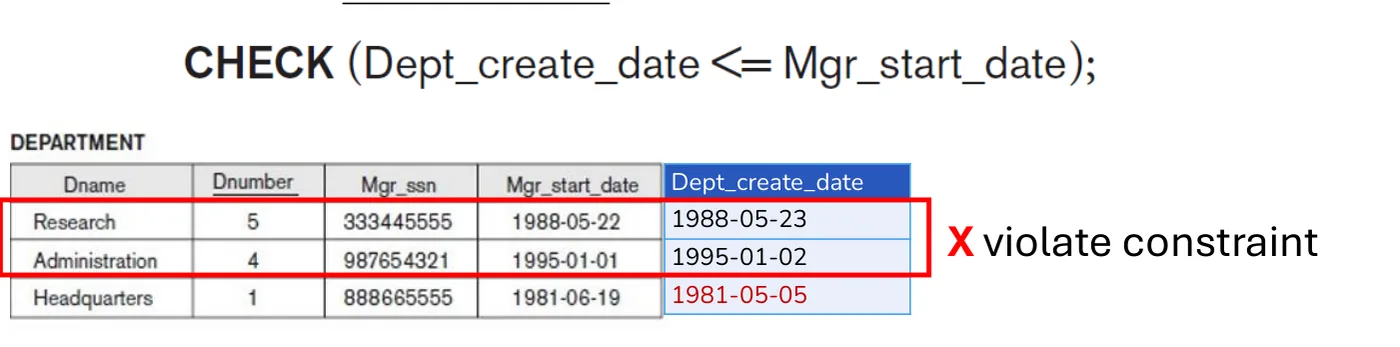 CHECK (Dept_create_date <= Mgr_start_date);
DEPARTMENT
Dname Dnumber Mgr_ssn Mgr_start_date Dept_create_date
Research 5 333445555 1988-05-22 1988-05-23
Administration 4 987654321 1995-01-01 1995-01-02
X violate constraint
Headquarters 1 888665555 1981-06-19 1981-05-05